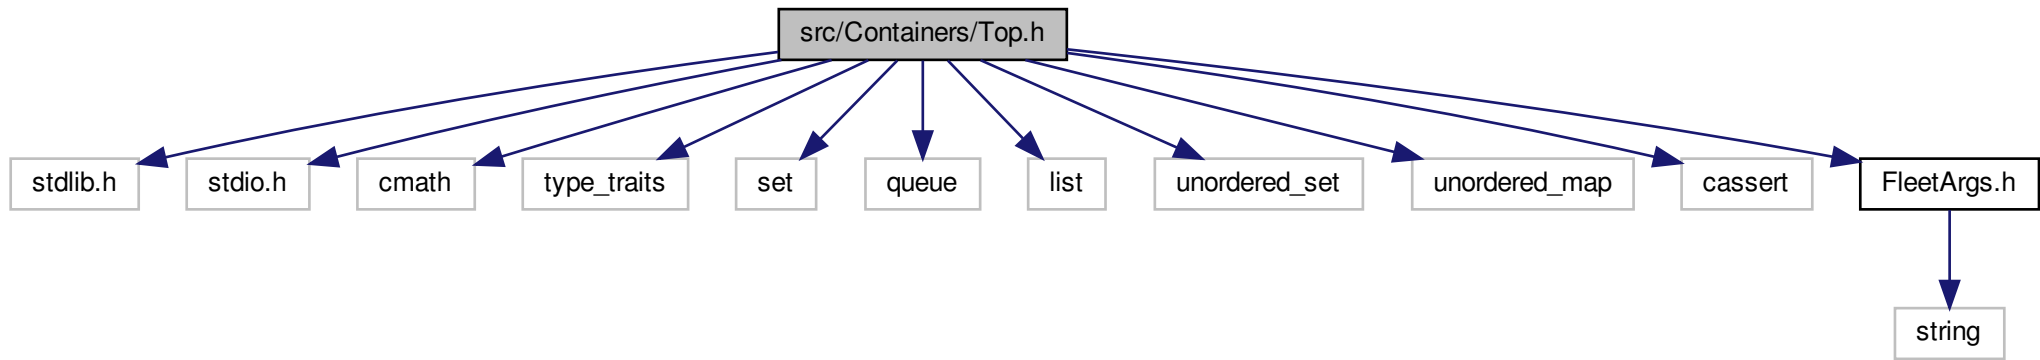 src/Containers/Top.h
stdlib.h
stdio.h
cmath
type_traits
set
queue
list
unordered_set
unordered_map
cassert
FleetArgs.h
string